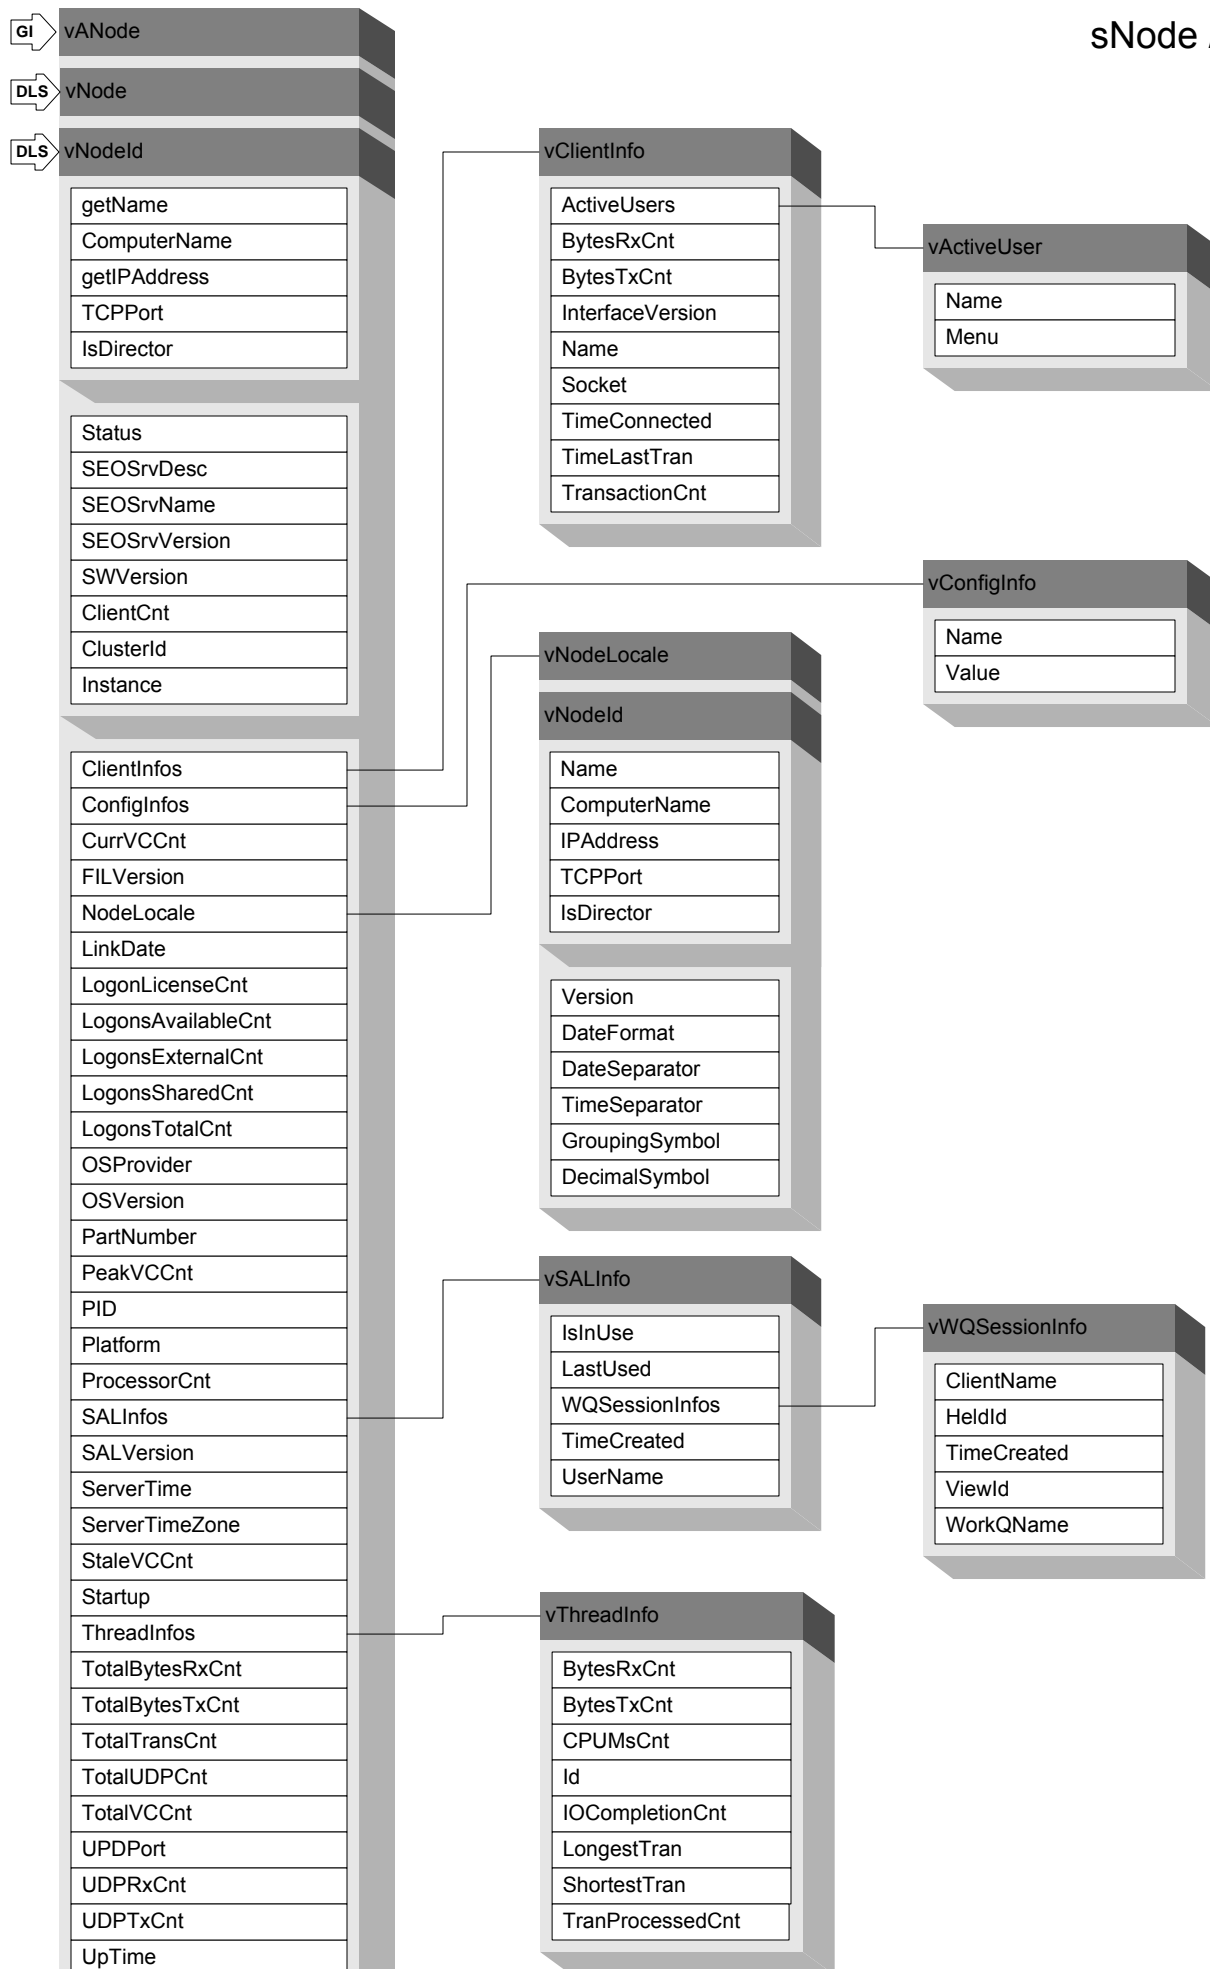 sNode
GI
vANode
DLS
vNode
DLS
vNodeId
getName
ComputerName
getIPAddress
TCPPort
IsDirector
Status
SEOSrvDesc
SEOSrvName
SEOSrvVersion
SWVersion
ClientCnt
ClusterId
Instance
ClientInfos
ConfigInfos
CurrVCCnt
FILVersion
NodeLocale
LinkDate
LogonLicenseCnt
LogonsAvailableCnt
LogonsExternalCnt
LogonsSharedCnt
LogonsTotalCnt
OSProvider
OSVersion
PartNumber
PeakVCCnt
PID
Platform
ProcessorCnt
SALInfos
SALVersion
ServerTime
ServerTimeZone
StaleVCCnt
Startup
ThreadInfos
TotalBytesRxCnt
TotalBytesTxCnt
TotalTransCnt
TotalUDPCnt
TotalVCCnt
UPDPort
UDPRxCnt
UDPTxCnt
UpTime
vClientInfo
ActiveUsers
BytesRxCnt
BytesTxCnt
InterfaceVersion
Name
Socket
TimeConnected
TimeLastTran
TransactionCnt
vActiveUser
Name
Menu
vConfigInfo
Name
Value
vNodeLocale
vNodeId
Name
ComputerName
IPAddress
TCPPort
IsDirector
Version
DateFormat
DateSeparator
TimeSeparator
GroupingSymbol
DecimalSymbol
vSALInfo
IsInUse
LastUsed
WQSessionInfos
TimeCreated
UserName
vWQSessionInfo
ClientName
HeldId
TimeCreated
ViewId
WorkQName
vThreadInfo
BytesRxCnt
BytesTxCnt
CPUMsCnt
Id
IOCompletionCnt
LongestTran
ShortestTran
TranProcessedCnt